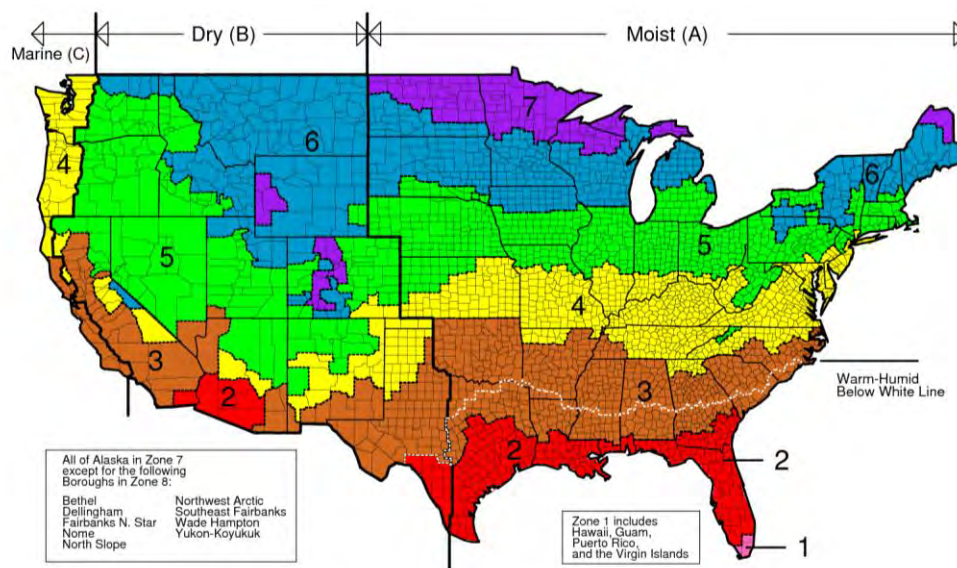 Marine (C)
Dry (B)
Moist (A)
7
6
6
4
5
5
4
3
3
Warm-Humid
Below White Line
2
2
2
1
All of Alaska in Zone 7
except for the following
Boroughs in Zone 8:
Bethel
Dellingham
Fairbanks N. Star
Nome
North Slope
Northwest Arctic
Southeast Fairbanks
Wade Hampton
Yukon-Koyukuk
Zone 1 includes
Hawaii, Guam,
Puerto Rico,
and the Virgin Islands